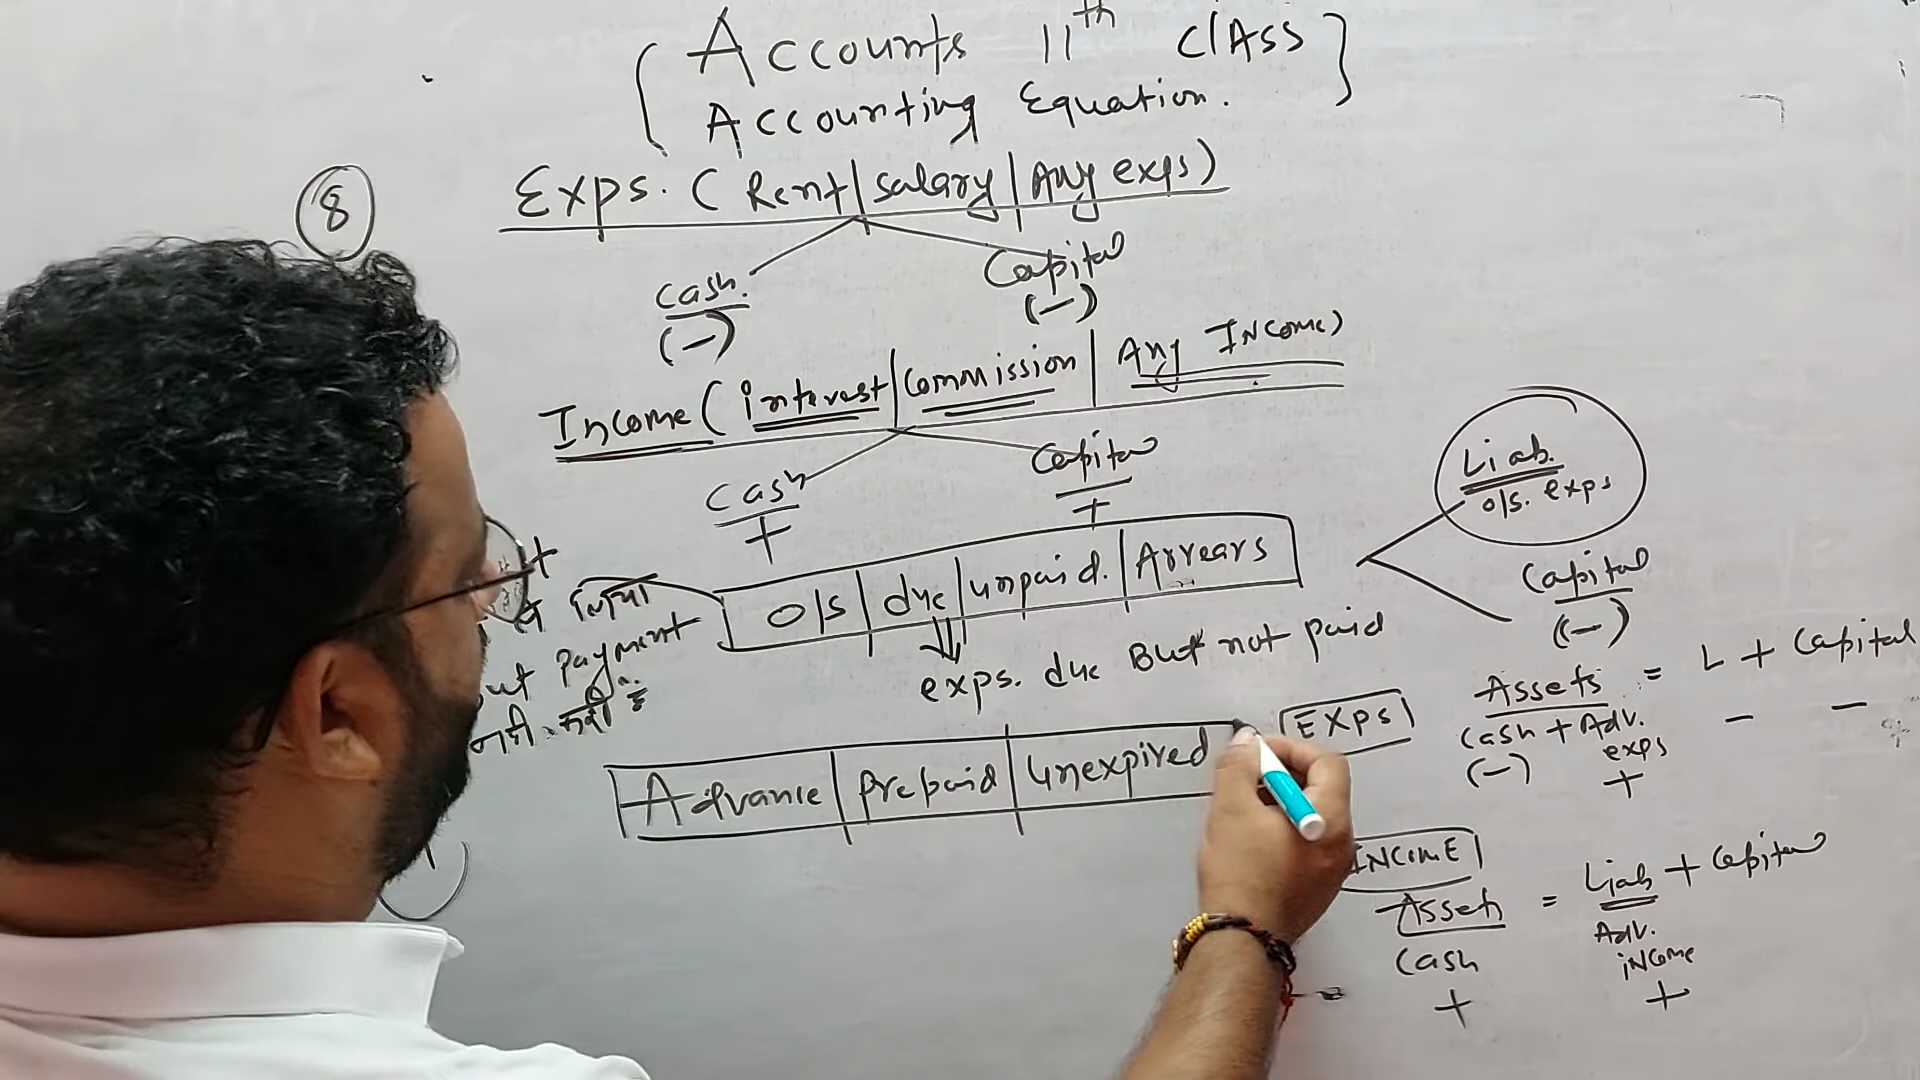 ( Accounts 11th ClASS )
Accounting Equation.
8
Exps. ( Rent | Salary | Any exps )
Cash. Capital
(-) (-)
Income ( interest | Commission | Any INcome )
Cash Capital
+ +
O/S | due | unpaid. | Arrears
exps. due But not paid
Liab.
o/s. exps
Capital
(-)
Payment
Advance | Prepaid | Unexpired
EXPs
Assets = L + Capital
Cash + Adv. - -
exps
(-) +
INComE
Assets = Liab + Capital
Cash Adv.
iNcome
+ +